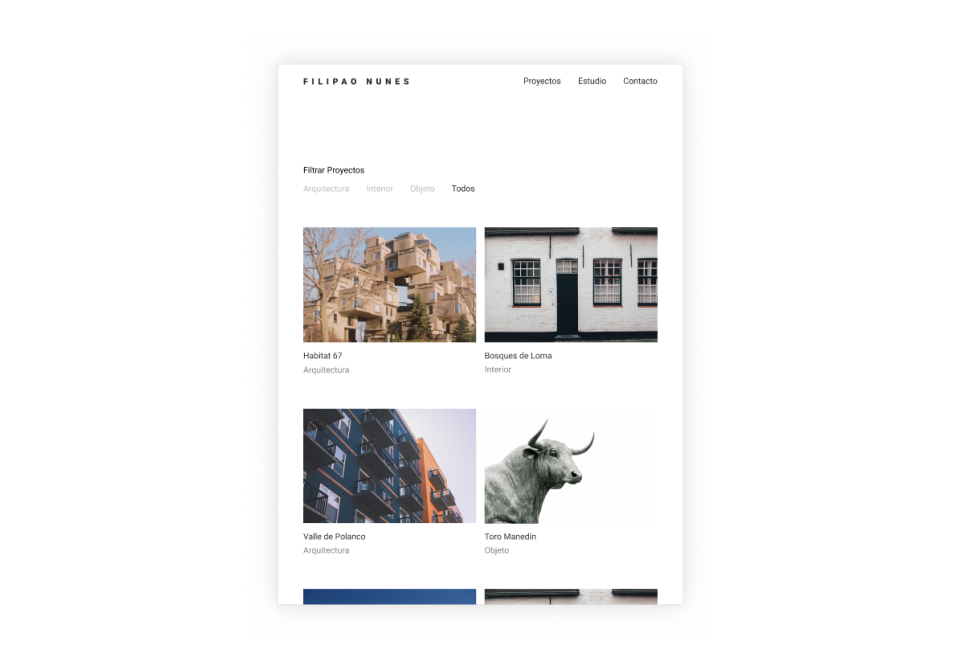 FILIPAO NUNES
Proyectos Estudio Contacto
Filtrar Proyectos
Arquitectura Interior Objeto Todos
Habitat 67
Arquitectura
Bosques de Loma
Interior
Valle de Polanco
Arquitectura
Toro Manedin
Objeto